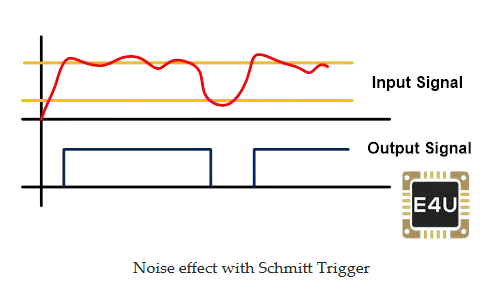 Input Signal
Output Signal
E4U
Noise effect with Schmitt Trigger